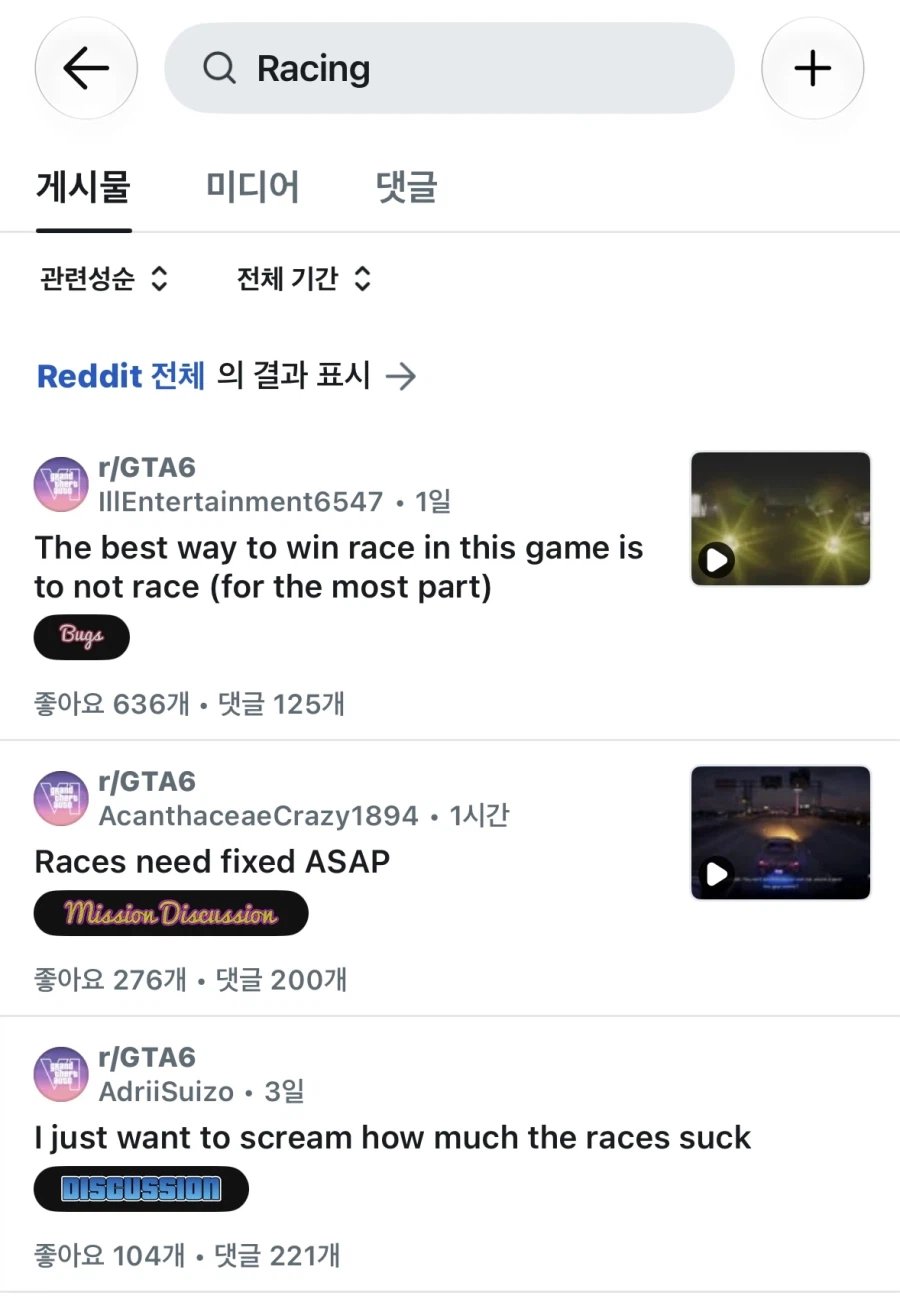 Racing
게시물 미디어 댓글
관련성순 전체 기간
Reddit 전체 의 결과 표시
r/GTA6
IllEntertainment6547 • 1일
The best way to win race in this game is
to not race (for the most part)
Bugs
좋아요 636개 • 댓글 125개
r/GTA6
AcanthaceaeCrazy1894 • 1시간
Races need fixed ASAP
Mission Discussion
좋아요 276개 • 댓글 200개
r/GTA6
AdriiSuizo • 3일
I just want to scream how much the races suck
DISCUSSION
좋아요 104개 • 댓글 221개